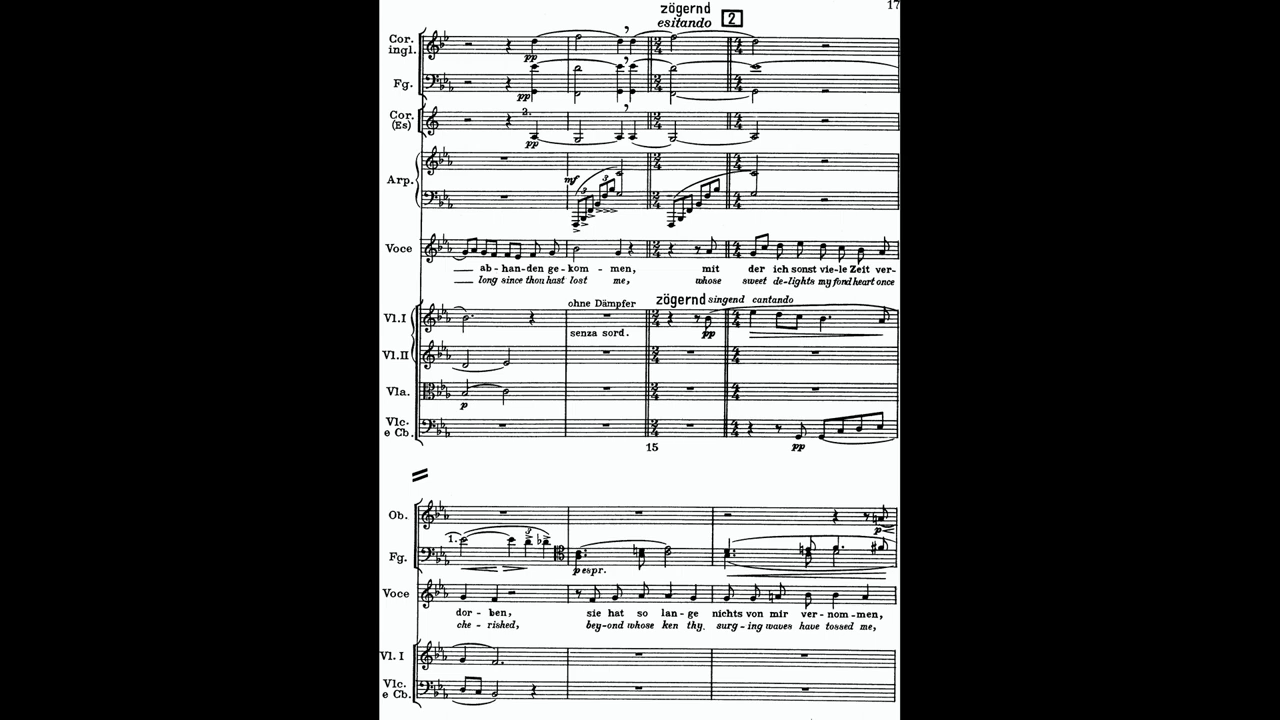 17
zögernd
esitando 2
Cor. ingl.
pp
Fg.
pp
2.
Cor. (Es)
pp
Arp.
mf 3 3
Voce
ab-han-den ge-kom-men, mit der ich sonst vie-le Zeit ver-
long since thou hast lost me, whose sweet de-lights my fond heart once
ohne Dämpfer zögernd singend cantando
Vl. I
senza sord. pp
Vl. II
Vla.
p
Vlc. e Cb.
pp
15
Ob.
p
1. 3
Fg.
p espr.
Voce
dor-ben, sie hat so lan-ge nichts von mir ver-nom-men,
che-rished, bey-ond whose ken thy surg-ing waves have tossed me,
Vl. I
Vlc. e Cb.